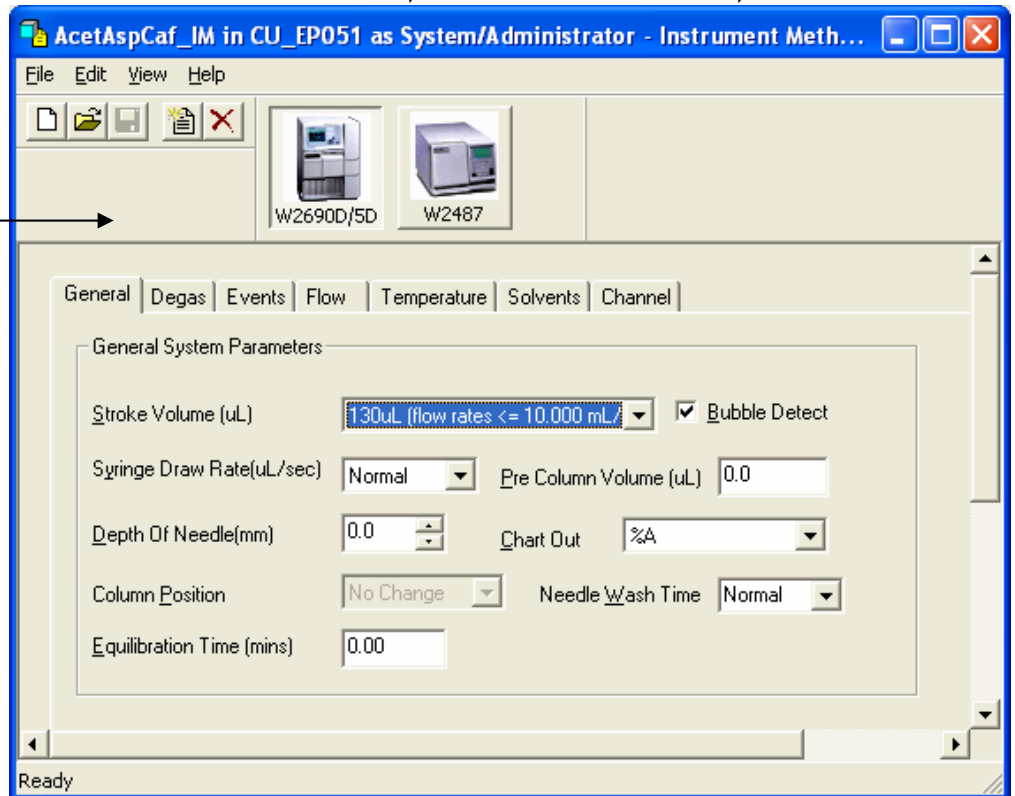 AcetAspCaf_IM in CU_EP051 as System/Administrator - Instrument Meth...
File Edit View Help
W2690D/5D W2487
General Degas Events Flow Temperature Solvents Channel
General System Parameters
Stroke Volume (uL) 130uL (flow rates <= 10.000 mL/ Bubble Detect
Syringe Draw Rate(uL/sec) Normal Pre Column Volume (uL) 0.0
Depth Of Needle(mm) 0.0 Chart Out %A
Column Position No Change Needle Wash Time Normal
Equilibration Time (mins) 0.00
Ready